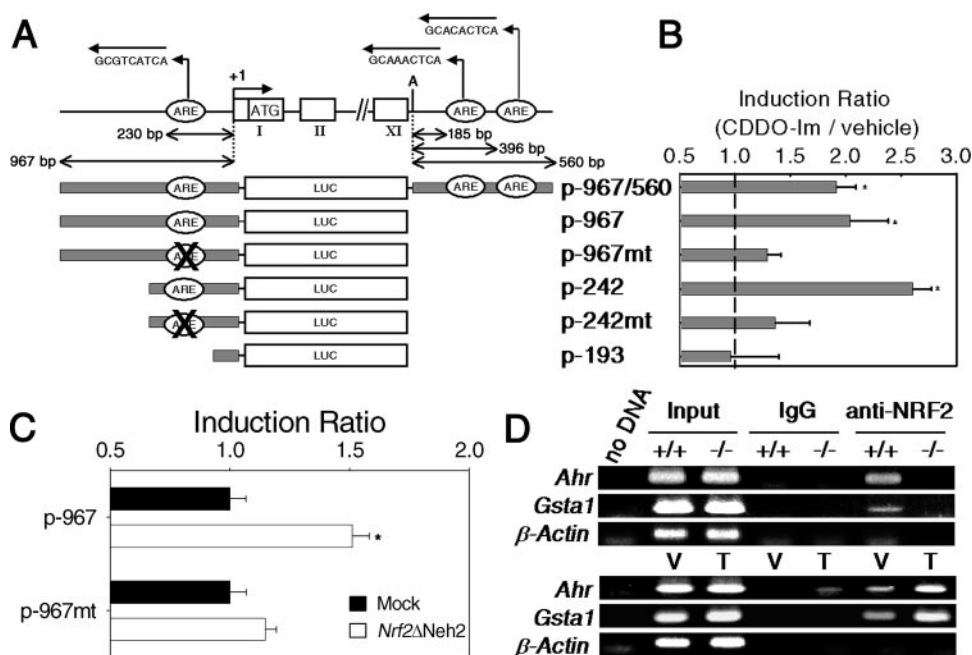 A
GCGTCATCA
GCAAACTCA
GCACACTCA
ARE
+1
ATG
A
ARE
ARE
I
II
XI
230 bp
185 bp
396 bp
967 bp
560 bp
ARE
LUC
ARE
ARE
p-967/560
ARE
LUC
p-967
ARE
LUC
p-967mt
ARE
LUC
p-242
ARE
LUC
p-242mt
LUC
p-193
B
Induction Ratio
(CDDO-Im / vehicle)
0.5 1.0 1.5 2.0 2.5 3.0
*
*
*
C
Induction Ratio
0.5 1.0 1.5 2.0
p-967
*
p-967mt
Mock
Nrf2ΔNeh2
D
no DNA
Input IgG anti-NRF2
+/+ -/- +/+ -/- +/+ -/-
Ahr
Gsta1
β-Actin
V T V T V T
Ahr
Gsta1
β-Actin